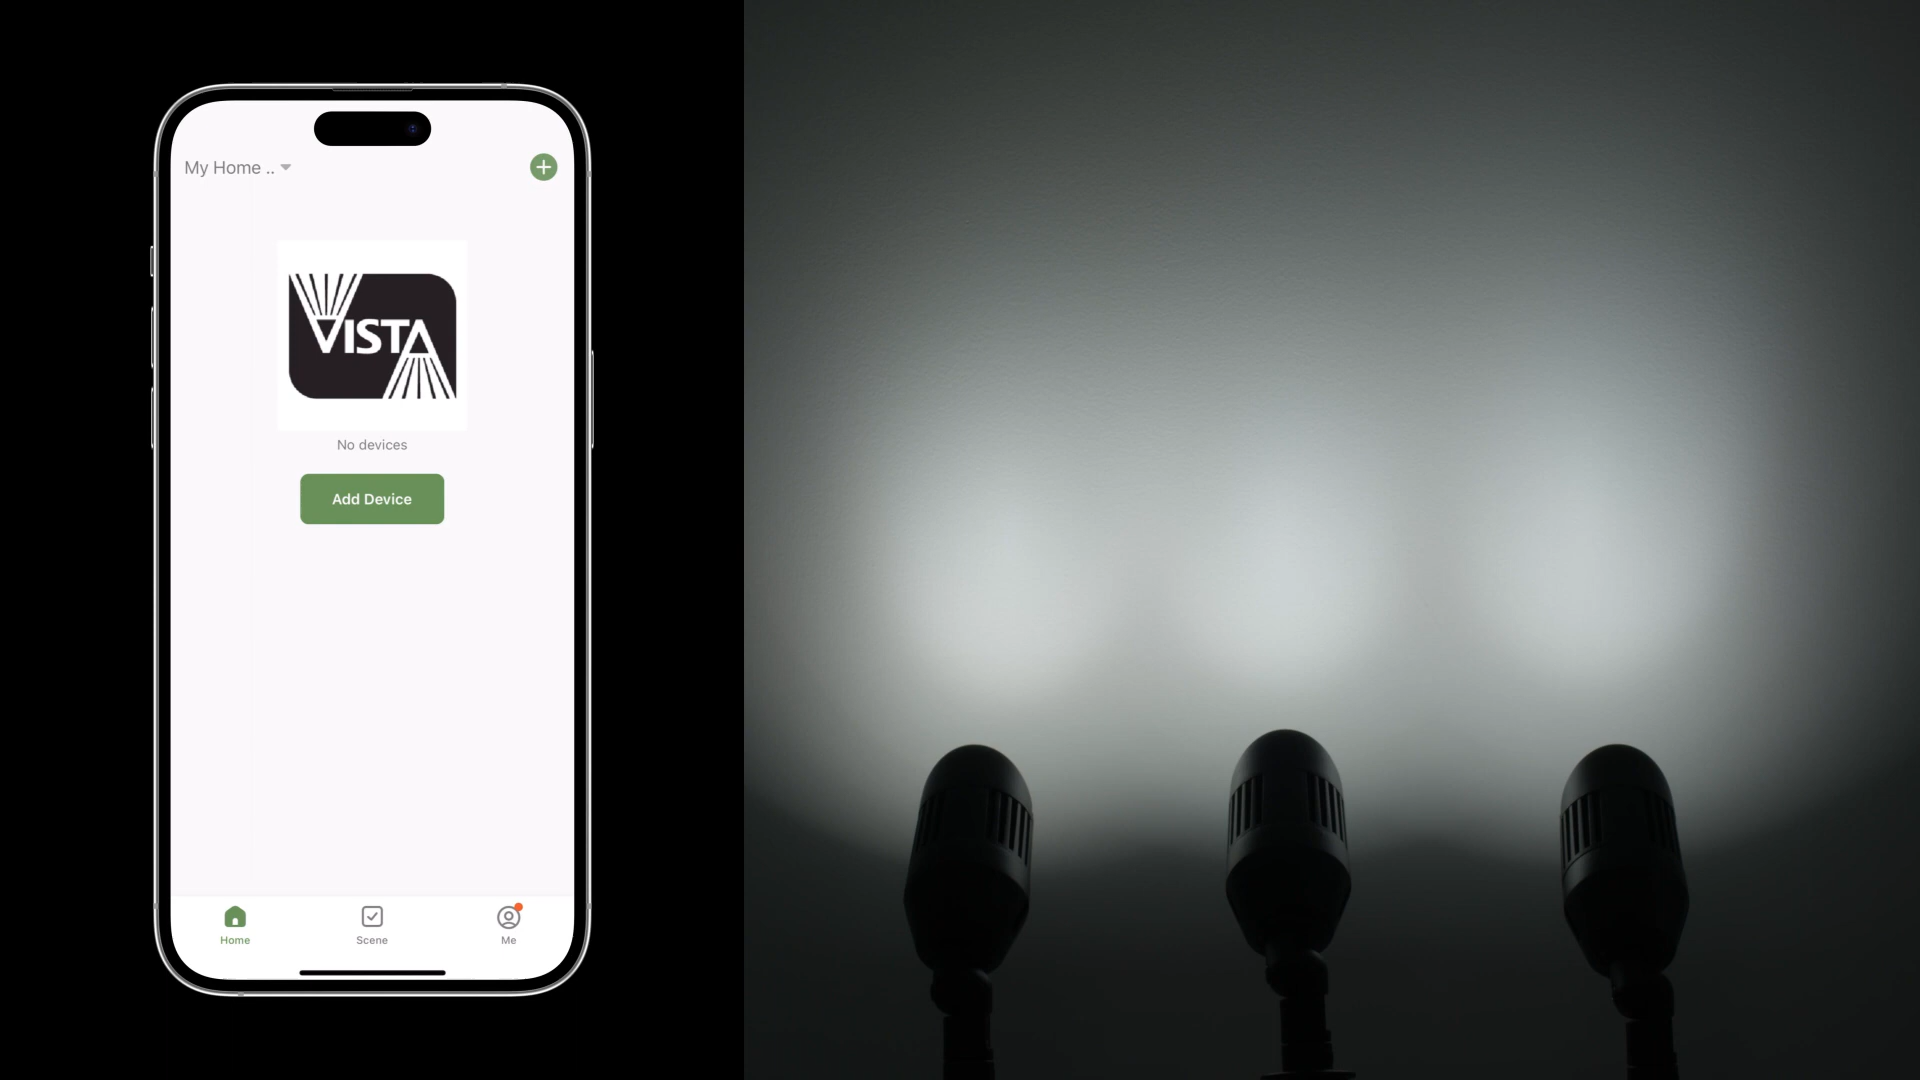 My Home ..
VISTA
No devices
Add Device
Home
Scene
Me